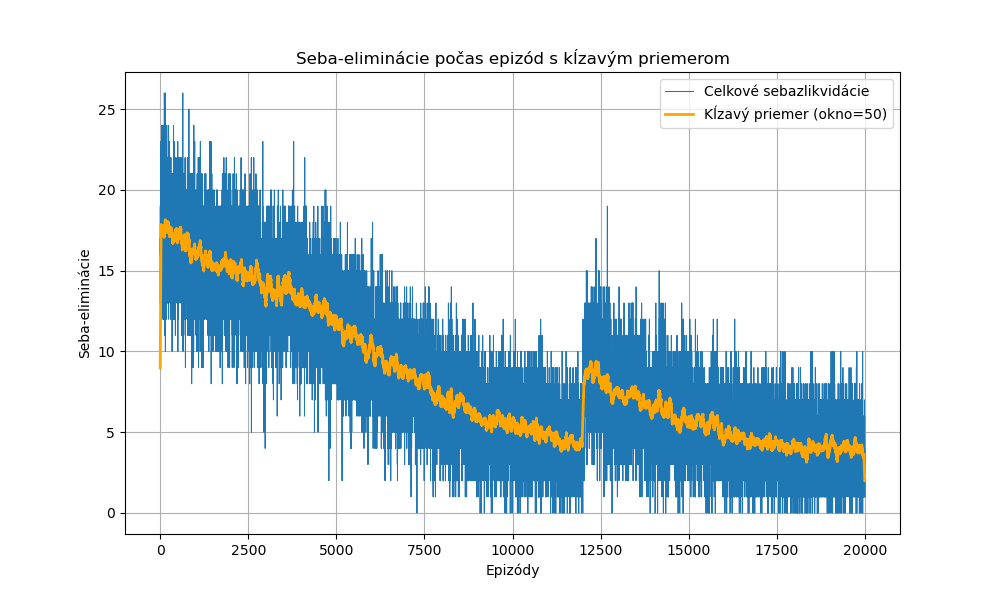 Seba-eliminácie počas epizód s kĺzavým priemerom
Celkové sebazlikvidácie
Kĺzavý priemer (okno=50)
Seba-eliminácie
25
20
15
10
5
0
0 2500 5000 7500 10000 12500 15000 17500 20000
Epizódy